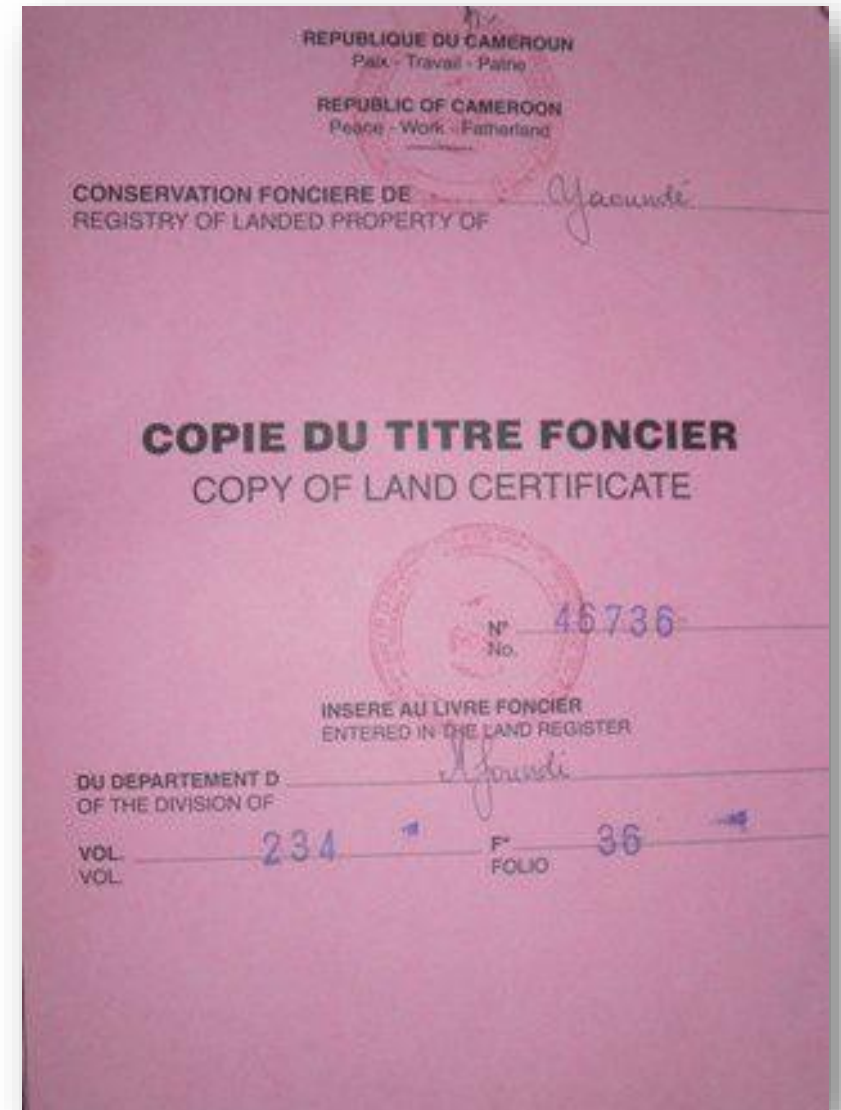 REPUBLIQUE DU CAMEROUN
Paix - Travail - Patrie
REPUBLIC OF CAMEROON
Peace - Work - Fatherland
CONSERVATION FONCIERE DE Yaoundé
REGISTRY OF LANDED PROPERTY OF
COPIE DU TITRE FONCIER
COPY OF LAND CERTIFICATE
N° 46736
No.
INSERE AU LIVRE FONCIER
ENTERED IN THE LAND REGISTER
DU DEPARTEMENT D Mfoundi
OF THE DIVISION OF
VOL. 234 F° 36
VOL. FOLIO